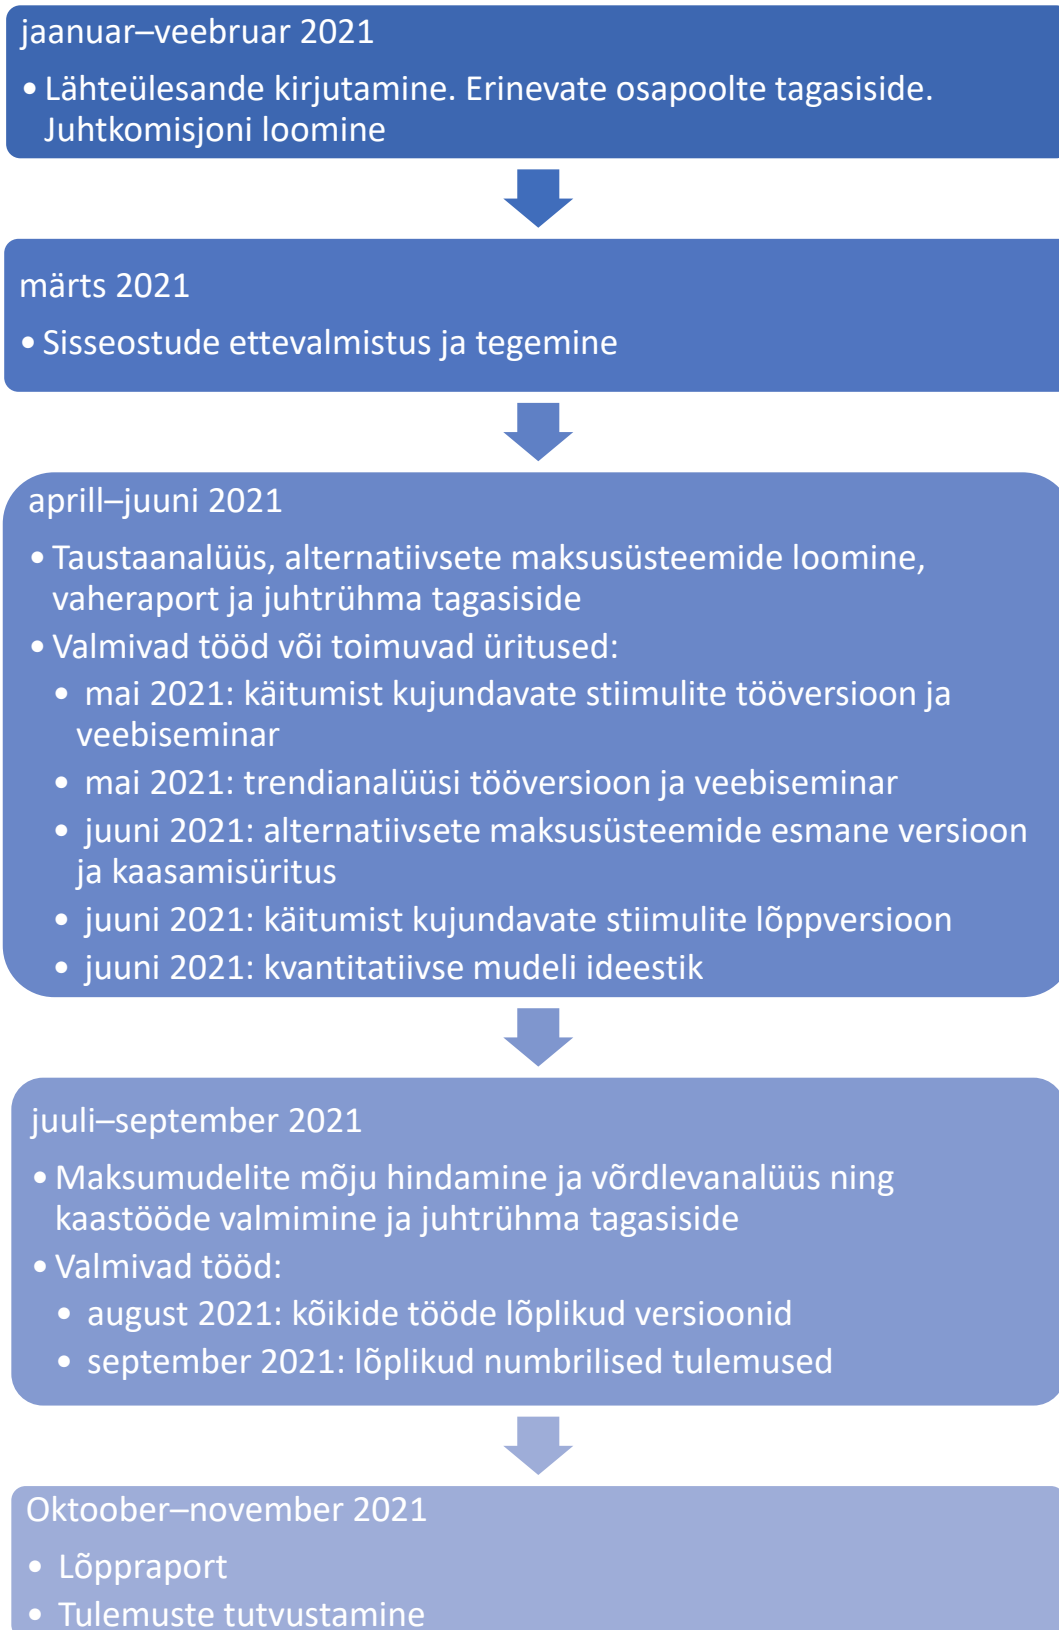 jaanuar–veebruar 2021
• Lähteülesande kirjutamine. Erinevate osapoolte tagasiside.
Juhtkomisjoni loomine
märts 2021
• Sisseostude ettevalmistus ja tegemine
aprill–juuni 2021
• Taustaanalüüs, alternatiivsete maksusüsteemide loomine,
vaheraport ja juhtrühma tagasiside
• Valmivad tööd või toimuvad üritused:
• mai 2021: käitumist kujundavate stiimulite tööversioon ja
veebiseminar
• mai 2021: trendianalüüsi tööversioon ja veebiseminar
• juuni 2021: alternatiivsete maksusüsteemide esmane versioon
ja kaasamisüritus
• juuni 2021: käitumist kujundavate stiimulite lõppversioon
• juuni 2021: kvantitatiivse mudeli ideestik
juuli–september 2021
• Maksumudelite mõju hindamine ja võrdlevanalüüs ning
kaastööde valmimine ja juhtrühma tagasiside
• Valmivad tööd:
• august 2021: kõikide tööde lõplikud versioonid
• september 2021: lõplikud numbrilised tulemused
Oktoober–november 2021
• Lõppraport
• Tulemuste tutvustamine